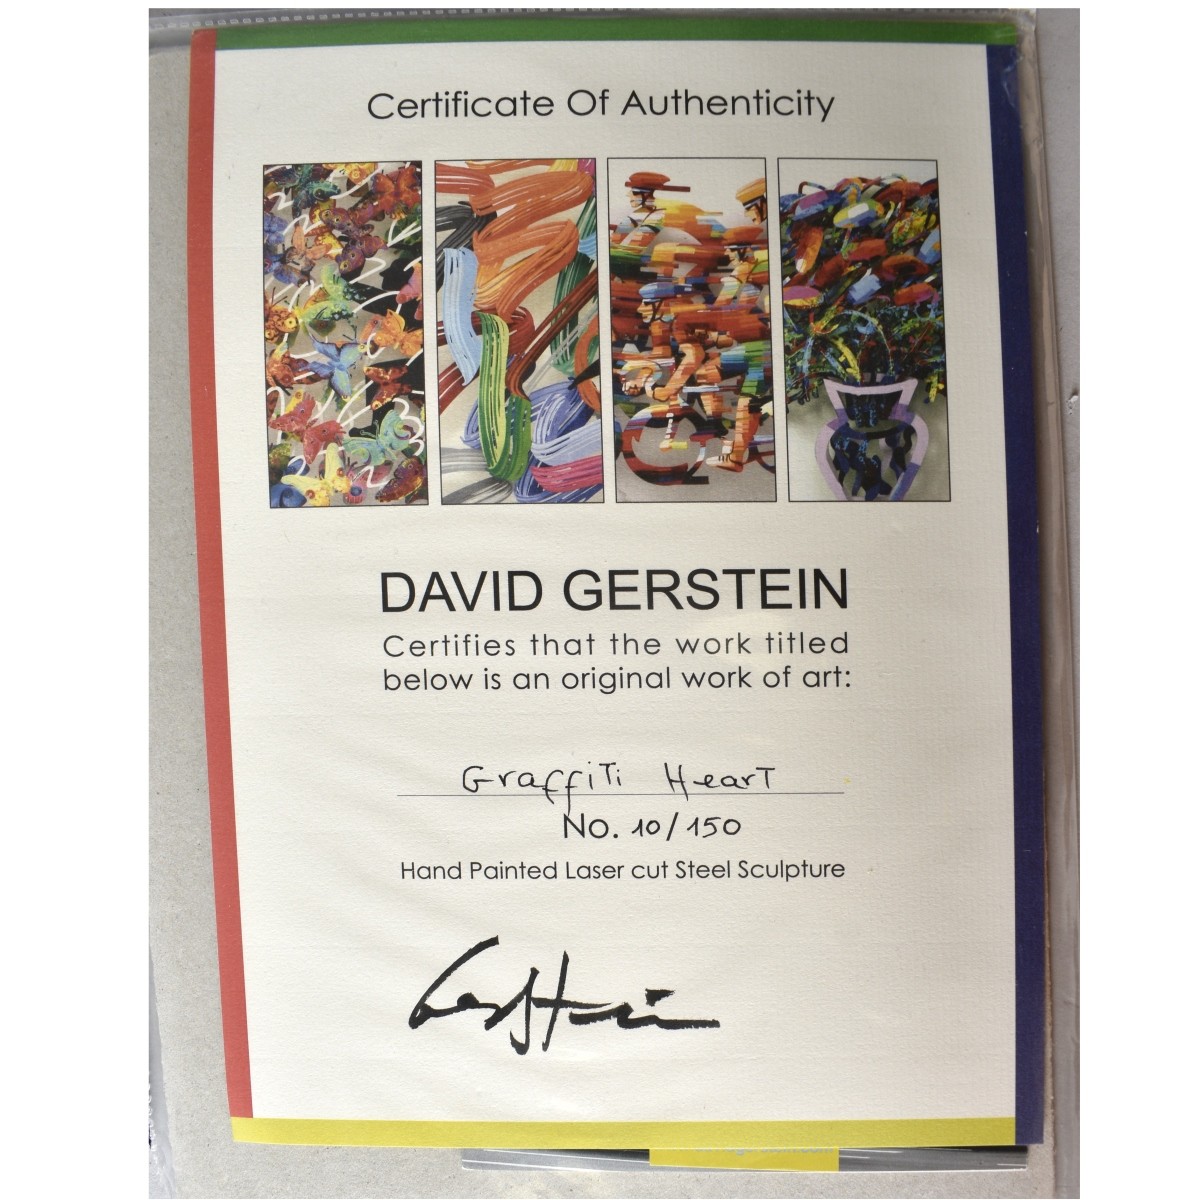 Certificate Of Authenticity
DAVID GERSTEIN
Certifies that the work titled
below is an original work of art:
Graffiti Heart
No. 10/150
Hand Painted Laser cut Steel Sculpture
Gerstein